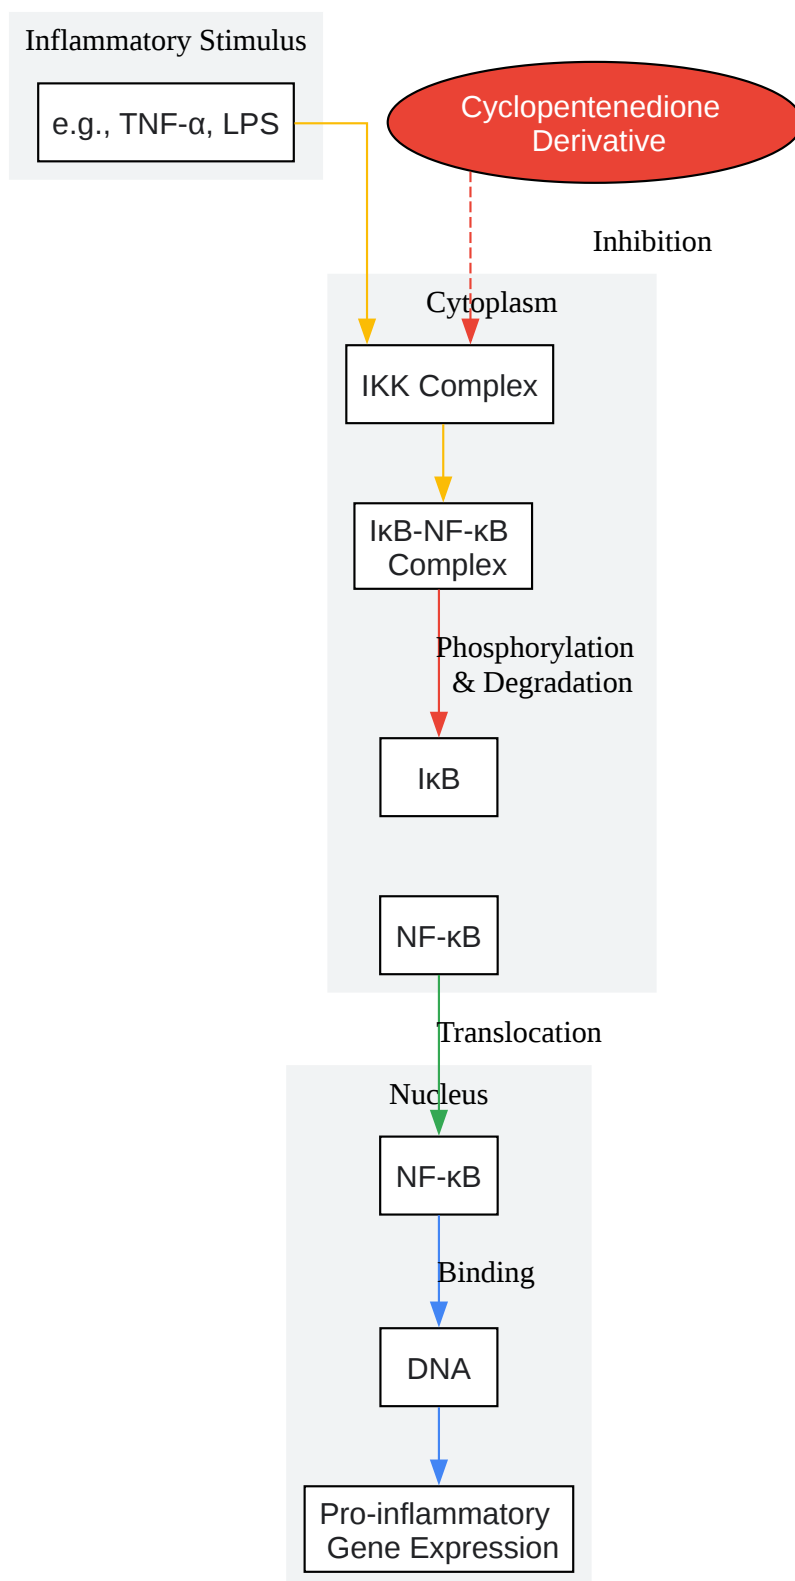 Inflammatory Stimulus
e.g., TNF-α, LPS
Cyclopentenedione
Derivative
Inhibition
Cytoplasm
IKK Complex
IκB-NF-κB
Complex
Phosphorylation
& Degradation
IκB
NF-κB
Translocation
Nucleus
NF-κB
Binding
DNA
Pro-inflammatory
Gene Expression